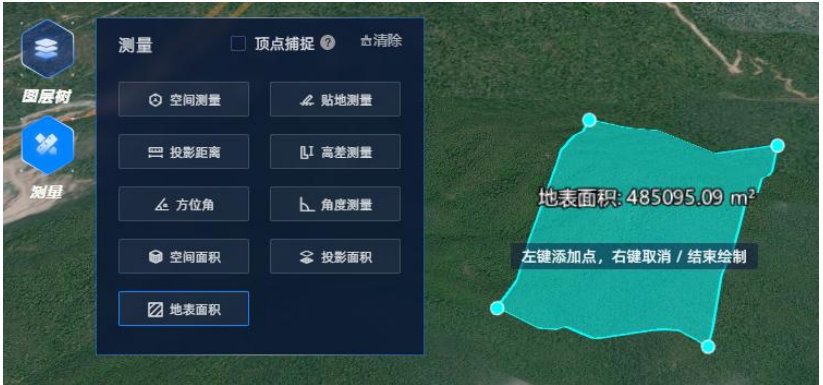 图层树
测量
测量
顶点捕捉 ?
清除
空间测量
贴地测量
投影距离
高差测量
方位角
角度测量
空间面积
投影面积
地表面积
地表面积: 485095.09 m²
左键添加点，右键取消 / 结束绘制